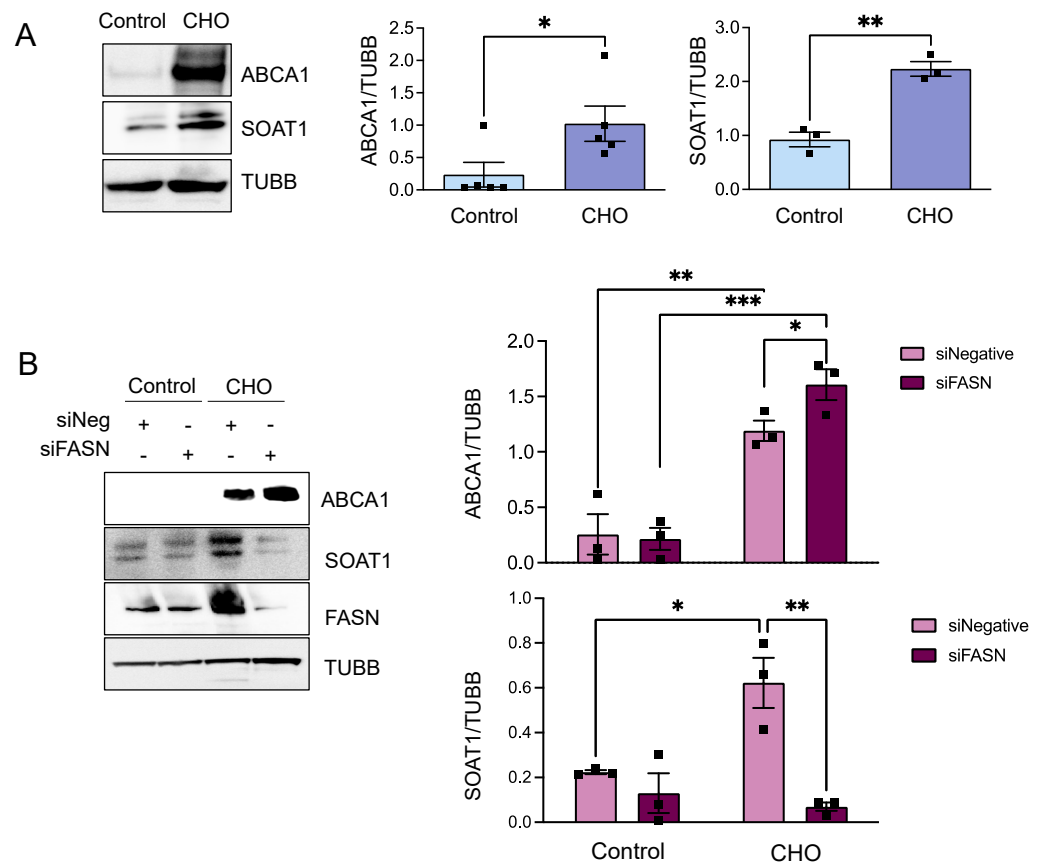 A
Control CHO
ABCA1
SOAT1
TUBB
ABCA1/TUBB
2.5
2.0
1.5
1.0
0.5
0.0
*
Control CHO
SOAT1/TUBB
3.0
2.0
1.0
0.0
**
Control CHO
B
Control CHO
siNeg + - + -
siFASN - + - +
ABCA1
SOAT1
FASN
TUBB
ABCA1/TUBB
2.0
1.5
1.0
0.5
0.0
**
***
*
siNegative
siFASN
SOAT1/TUBB
1.0
0.8
0.6
0.4
0.2
0.0
*
**
siNegative
siFASN
Control CHO